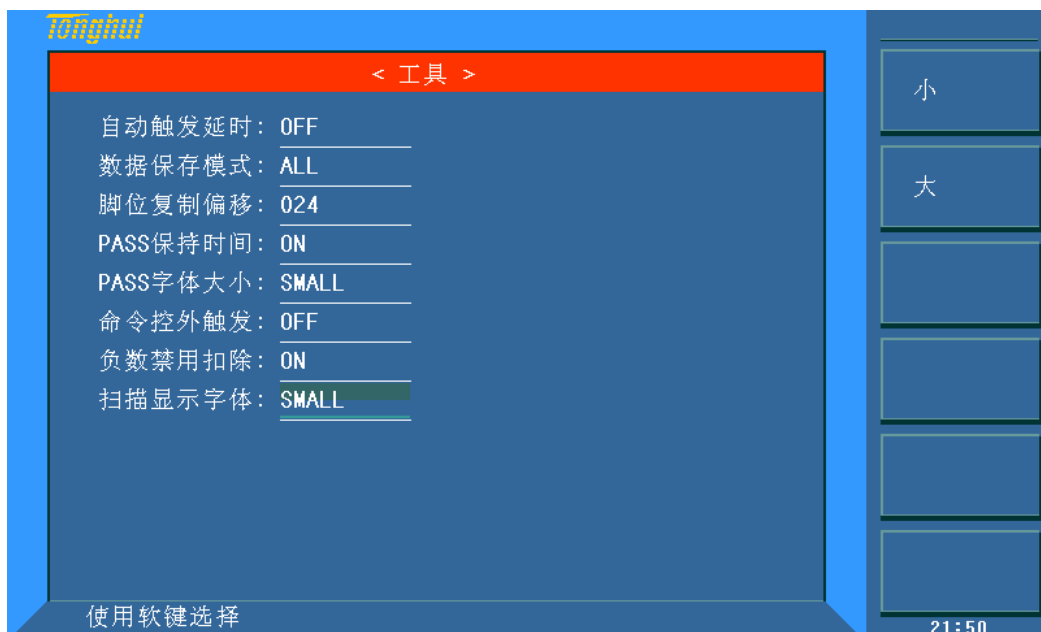 Tonghui
< 工具 >
自动触发延时: OFF
数据保存模式: ALL
脚位复制偏移: 024
PASS保持时间: ON
PASS字体大小: SMALL
命令控外触发: OFF
负数禁用扣除: ON
扫描显示字体: SMALL
使用软键选择
小
大
21:50